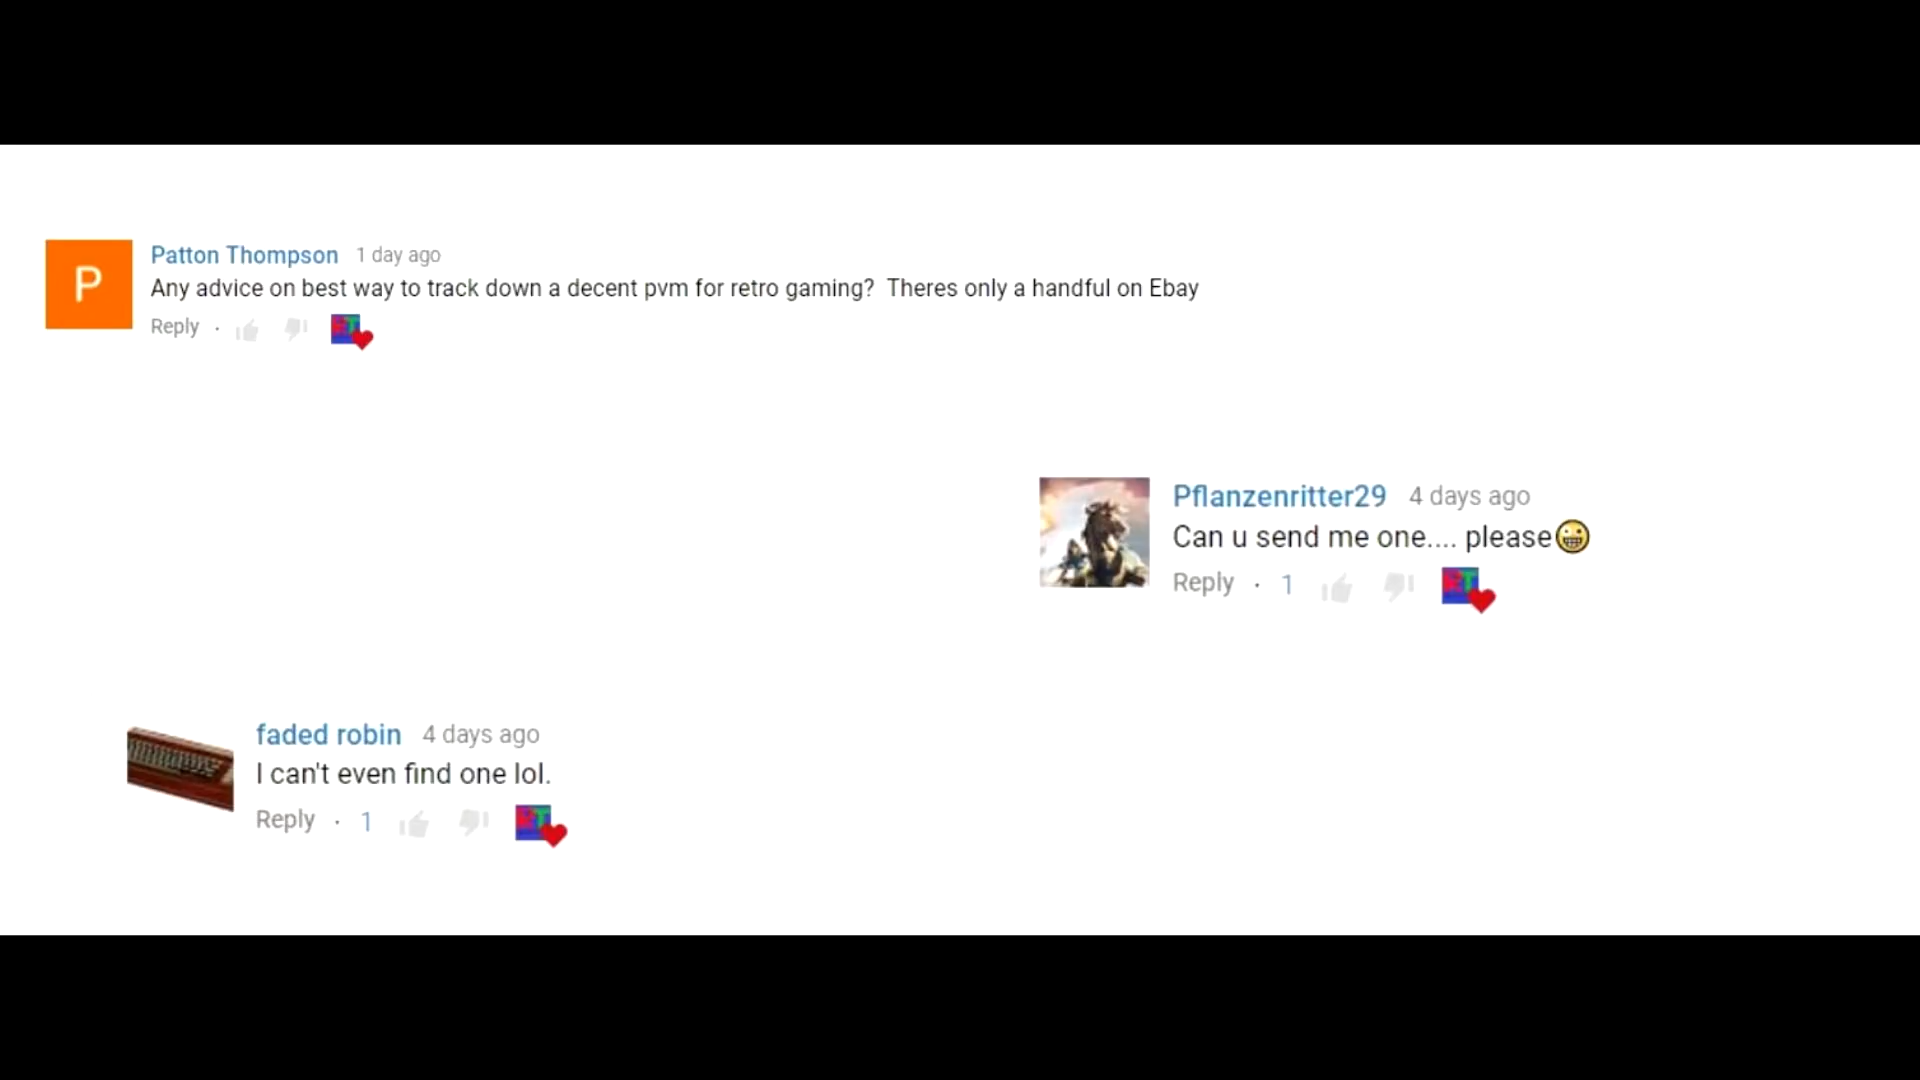 P
Patton Thompson 1 day ago
Any advice on best way to track down a decent pvm for retro gaming? Theres only a handful on Ebay
Reply ·
Pflanzenritter29 4 days ago
Can u send me one.... please😀
Reply · 1
faded robin 4 days ago
I can't even find one lol.
Reply · 1